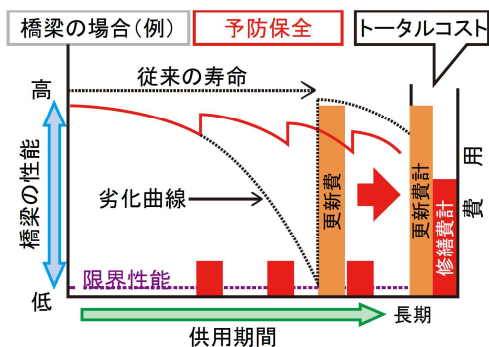 橋梁の場合(例)
予防保全
トータルコスト
従来の寿命
高
橋梁の性能
低
劣化曲線
限界性能
更新費
更新費計
修繕費計
費用
長期
供用期間